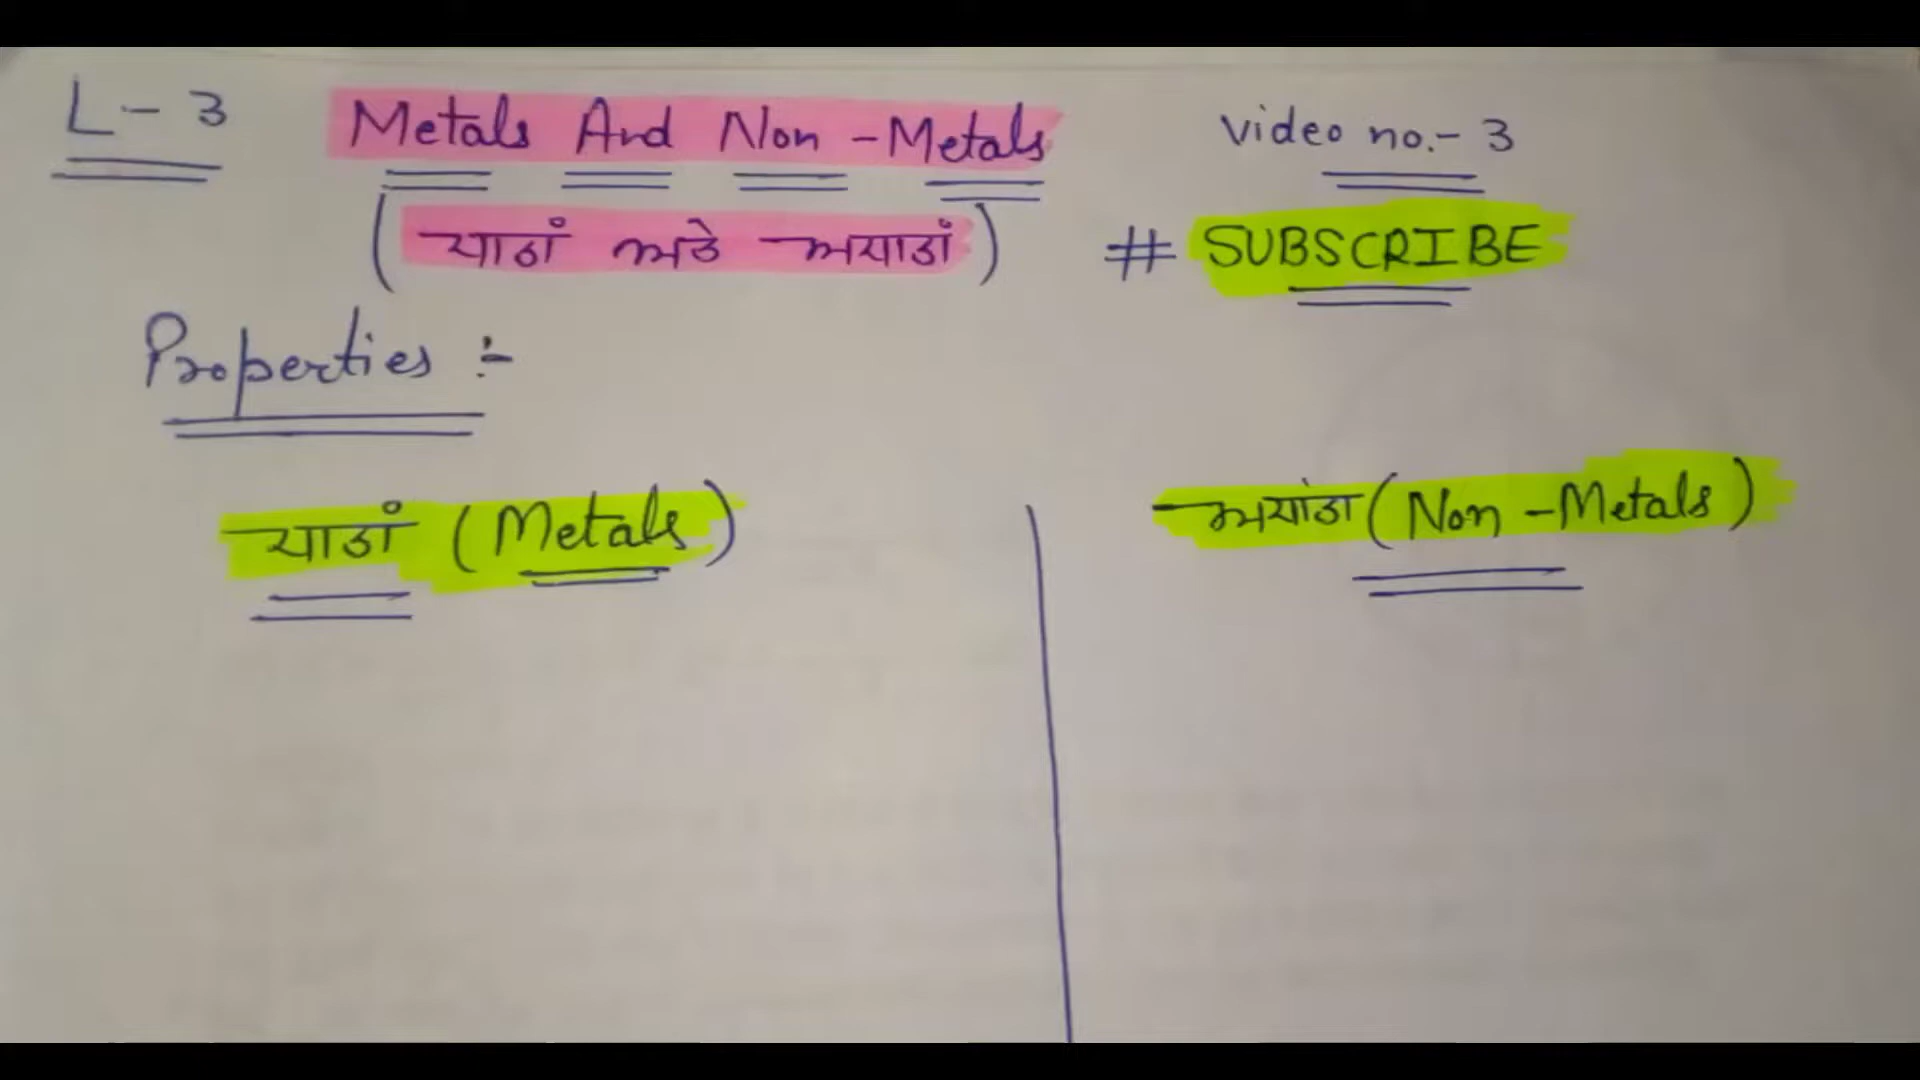 L - 3 Metals And Non - Metals video no. - 3
(ਧਾਤਾਂ ਅਤੇ ਅਧਾਤਾਂ) # SUBSCRIBE
Properties :-
ਧਾਤਾਂ (Metals) ਅਧਾਂਤਾ (Non - Metals)